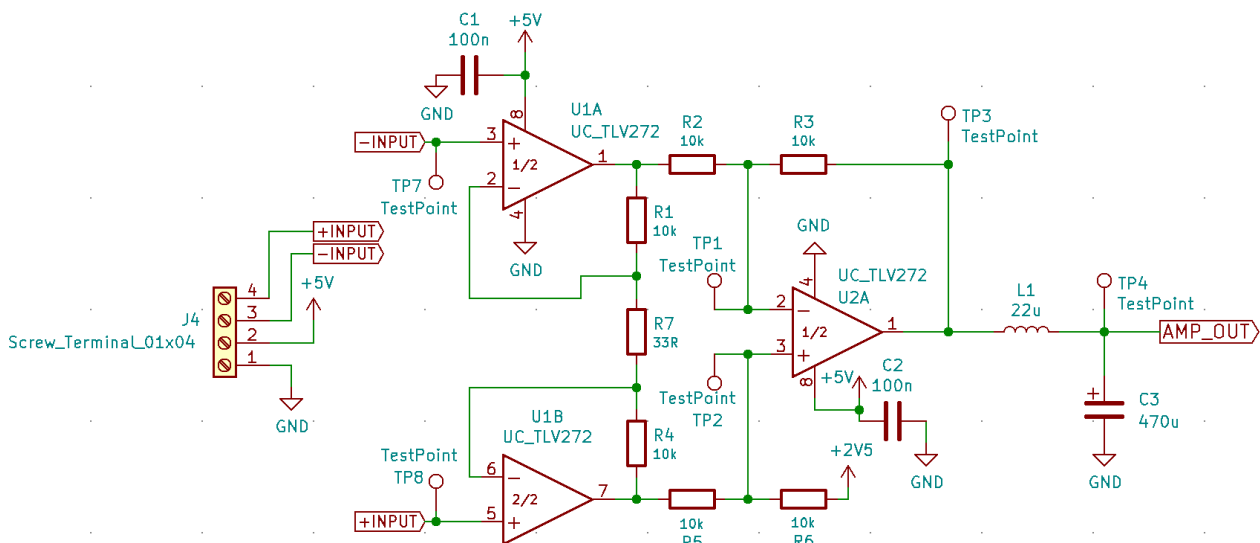 C1
100n
+5V
GND
U1A
UC_TLV272
8
-INPUT
3
+
1/2
1
2
−
4
GND
TP7
TestPoint
R2
10k
R3
10k
TP3
TestPoint
R1
10k
+INPUT
-INPUT
+5V
J4
Screw_Terminal_01x04
4
3
2
1
GND
R7
33R
TP1
TestPoint
GND
4
UC_TLV272
U2A
2
−
1/2
1
3
+
8
TestPoint
TP2
+5V
C2
100n
GND
L1
22u
TP4
TestPoint
AMP_OUT
+
C3
470u
GND
U1B
UC_TLV272
R4
10k
TestPoint
TP8
6
−
2/2
7
+INPUT
5
+
+2V5
10k
R5
10k
R6